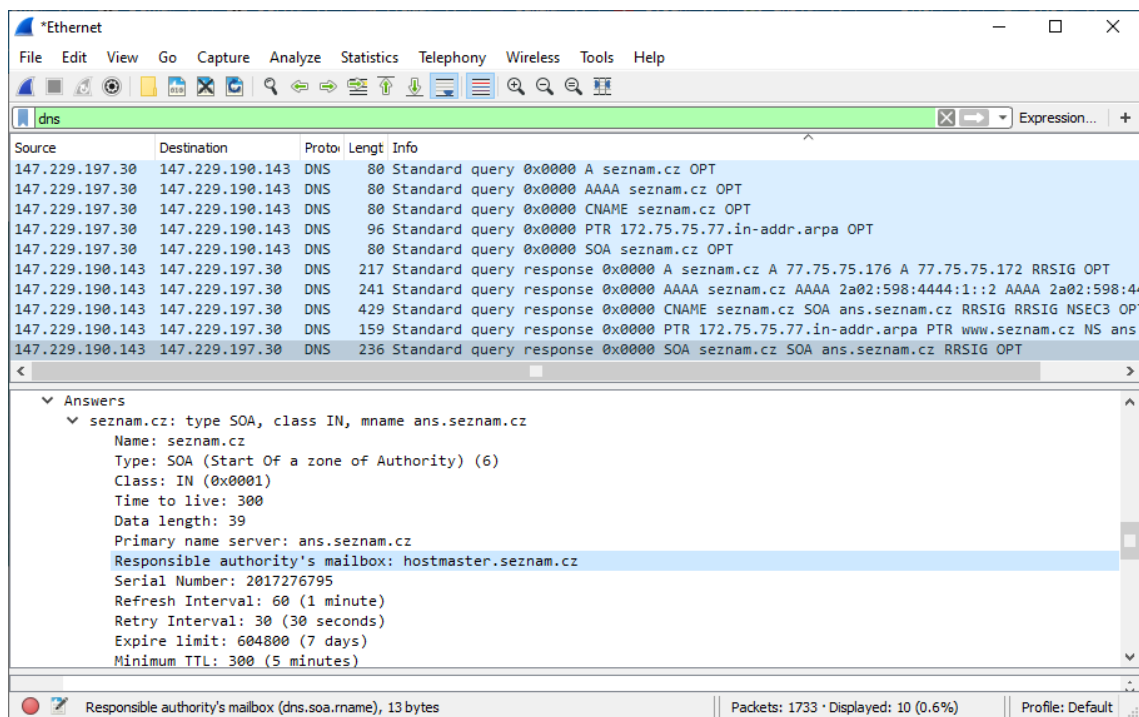 *Ethernet
File Edit View Go Capture Analyze Statistics Telephony Wireless Tools Help
dns Expression... +
Source Destination Proto Lengt Info
147.229.197.30 147.229.190.143 DNS 80 Standard query 0x0000 A seznam.cz OPT
147.229.197.30 147.229.190.143 DNS 80 Standard query 0x0000 AAAA seznam.cz OPT
147.229.197.30 147.229.190.143 DNS 80 Standard query 0x0000 CNAME seznam.cz OPT
147.229.197.30 147.229.190.143 DNS 96 Standard query 0x0000 PTR 172.75.75.77.in-addr.arpa OPT
147.229.197.30 147.229.190.143 DNS 80 Standard query 0x0000 SOA seznam.cz OPT
147.229.190.143 147.229.197.30 DNS 217 Standard query response 0x0000 A seznam.cz A 77.75.75.176 A 77.75.75.172 RRSIG OPT
147.229.190.143 147.229.197.30 DNS 241 Standard query response 0x0000 AAAA seznam.cz AAAA 2a02:598:4444:1::2 AAAA 2a02:598:44
147.229.190.143 147.229.197.30 DNS 429 Standard query response 0x0000 CNAME seznam.cz SOA ans.seznam.cz RRSIG RRSIG NSEC3 OP
147.229.190.143 147.229.197.30 DNS 159 Standard query response 0x0000 PTR 172.75.75.77.in-addr.arpa PTR www.seznam.cz NS ans
147.229.190.143 147.229.197.30 DNS 236 Standard query response 0x0000 SOA seznam.cz SOA ans.seznam.cz RRSIG OPT
Answers
seznam.cz: type SOA, class IN, mname ans.seznam.cz
Name: seznam.cz
Type: SOA (Start Of a zone of Authority) (6)
Class: IN (0x0001)
Time to live: 300
Data length: 39
Primary name server: ans.seznam.cz
Responsible authority's mailbox: hostmaster.seznam.cz
Serial Number: 2017276795
Refresh Interval: 60 (1 minute)
Retry Interval: 30 (30 seconds)
Expire limit: 604800 (7 days)
Minimum TTL: 300 (5 minutes)
Responsible authority's mailbox (dns.soa.rname), 13 bytes Packets: 1733 · Displayed: 10 (0.6%) Profile: Default